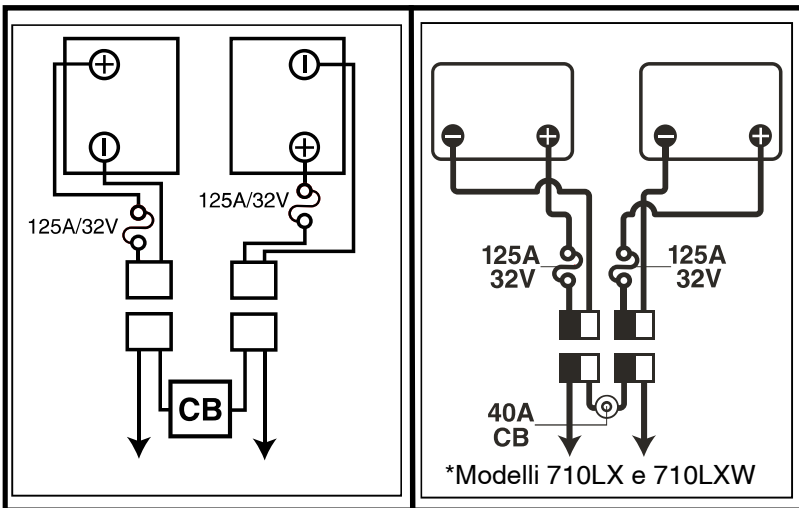 125A/32V
125A/32V
CB
125A
32V
125A
32V
40A
CB
*Modelli 710LX e 710LXW